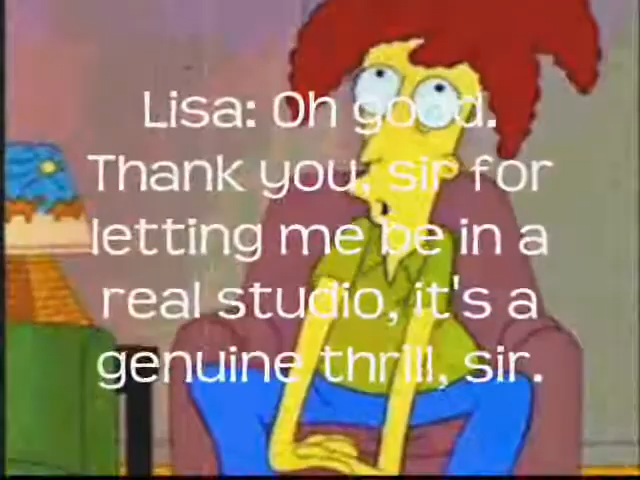 Lisa: Oh good.
Thank you, sir for
letting me be in a
real studio, it's a
genuine thrill, sir.